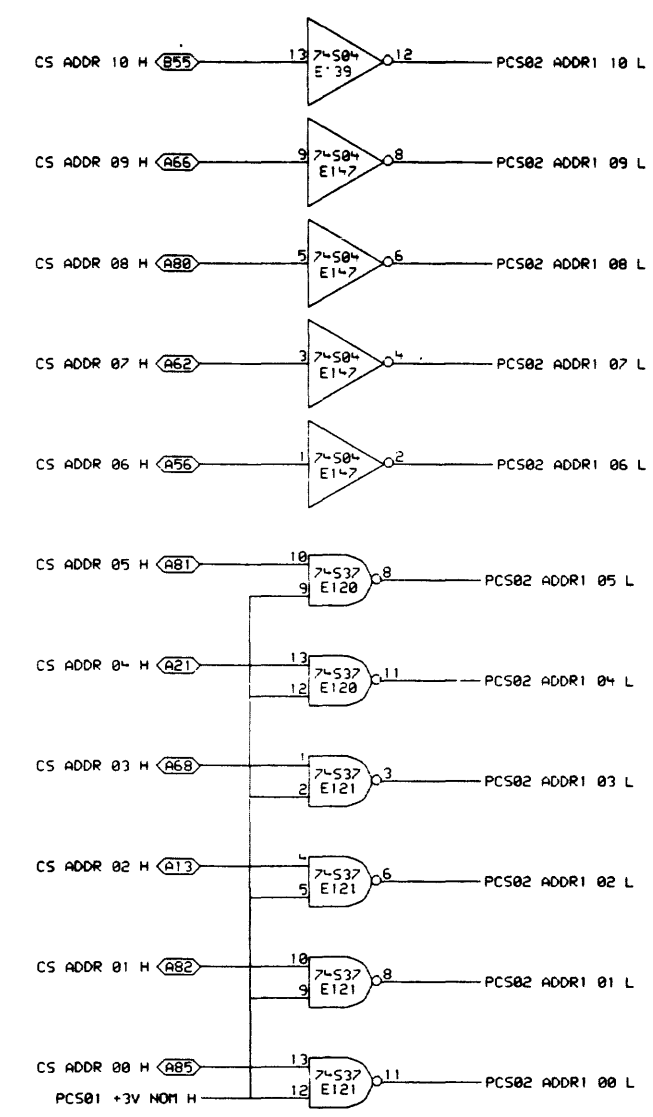 CS ADDR 10 H B55 13 74S04 12 PCS02 ADDR1 10 L
E139
CS ADDR 09 H A66 9 74S04 8 PCS02 ADDR1 09 L
E147
CS ADDR 08 H A80 5 74S04 6 PCS02 ADDR1 08 L
E147
CS ADDR 07 H A62 3 74S04 4 PCS02 ADDR1 07 L
E147
CS ADDR 06 H A56 1 74S04 2 PCS02 ADDR1 06 L
E147
CS ADDR 05 H A81 10 74S37 8 PCS02 ADDR1 05 L
9 E120
CS ADDR 04 H A21 13 74S37 11 PCS02 ADDR1 04 L
12 E120
CS ADDR 03 H A68 1 74S37 3 PCS02 ADDR1 03 L
2 E121
CS ADDR 02 H A13 4 74S37 6 PCS02 ADDR1 02 L
5 E121
CS ADDR 01 H A82 10 74S37 8 PCS02 ADDR1 01 L
9 E121
CS ADDR 00 H A85 13 74S37 11 PCS02 ADDR1 00 L
PCS01 +3V NOM H 12 E121